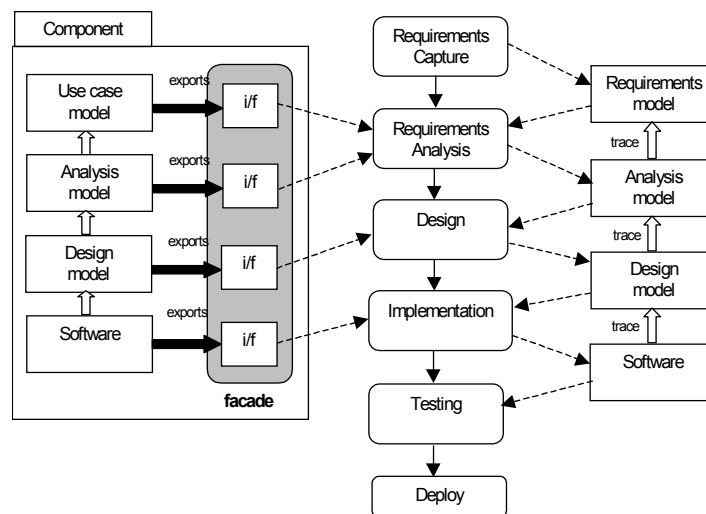 Component
exports
Use case
model
i/f
exports
Analysis
model
i/f
exports
Design
model
i/f
exports
Software
i/f
facade
Requirements
Capture
Requirements
Analysis
Design
Implementation
Testing
Deploy
Requirements
model
trace
Analysis
model
trace
Design
model
trace
Software